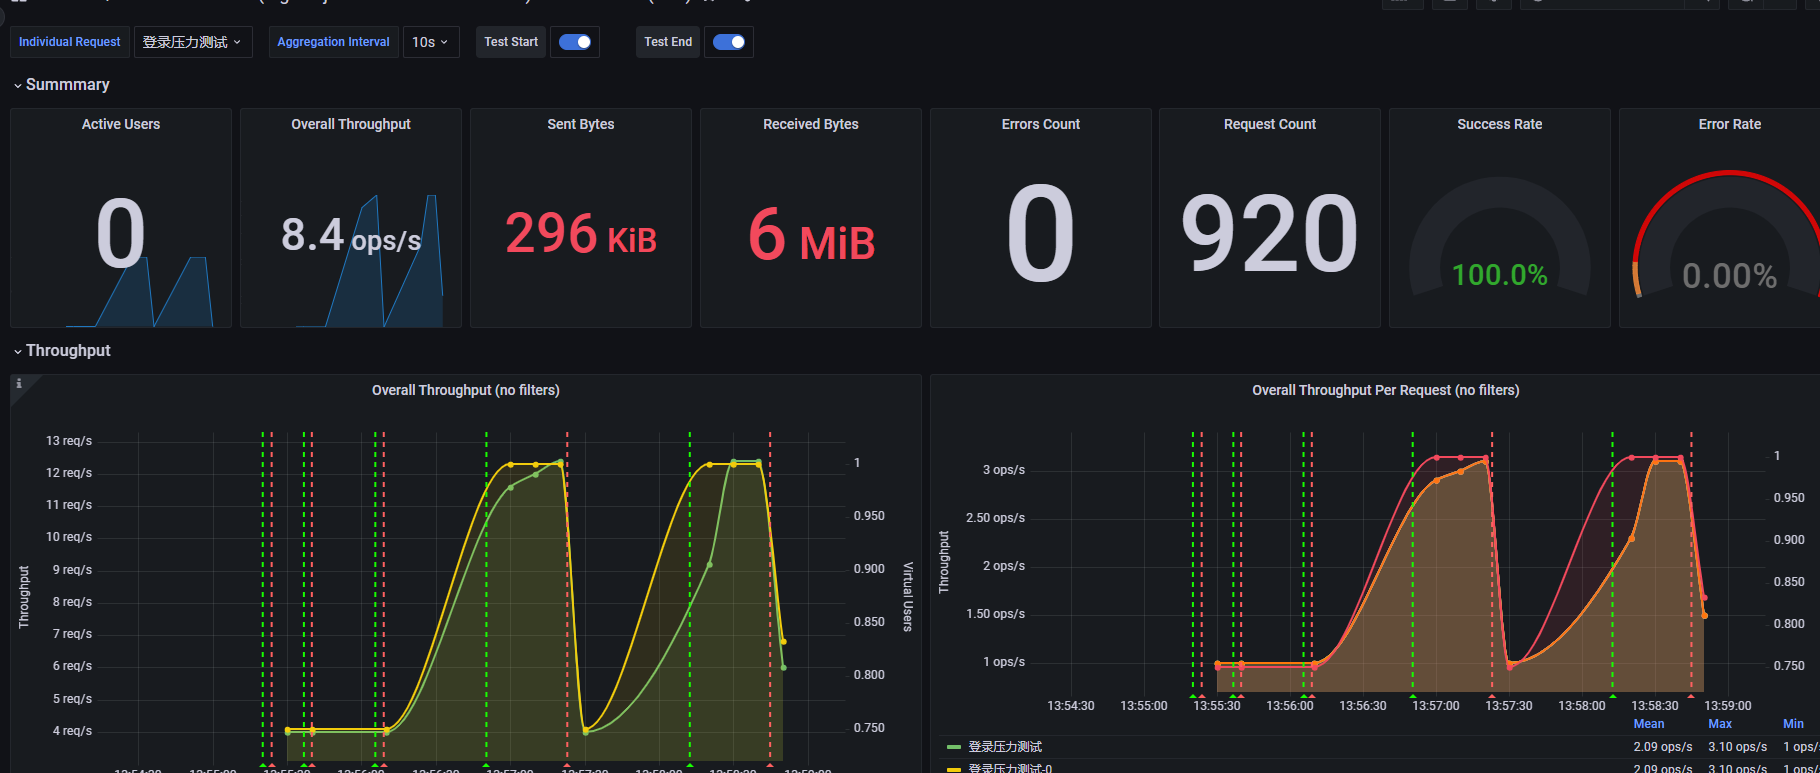 Individual Request 登录压力测试 Aggregation Interval 10s Test Start Test End
Summmary
Active Users Overall Throughput Sent Bytes Received Bytes Errors Count Request Count Success Rate Error Rate
0 8.4 ops/s 296 KiB 6 MiB 0 920 100.0% 0.00%
Throughput
Overall Throughput (no filters)
13 req/s
12 req/s
11 req/s
10 req/s
9 req/s
8 req/s
7 req/s
6 req/s
5 req/s
4 req/s
Throughput
1
0.950
0.900
0.850
0.800
0.750
Virtual Users
Overall Throughput Per Request (no filters)
3 ops/s
2.50 ops/s
2 ops/s
1.50 ops/s
1 ops/s
Throughput
1
0.950
0.900
0.850
0.800
0.750
13:54:30 13:55:00 13:55:30 13:56:00 13:56:30 13:57:00 13:57:30 13:58:00 13:58:30 13:59:00
Mean Max Min
登录压力测试 2.09 ops/s 3.10 ops/s 1 ops/
登录压力测试-0 2.09 ops/s 3.10 ops/s 1 ops/